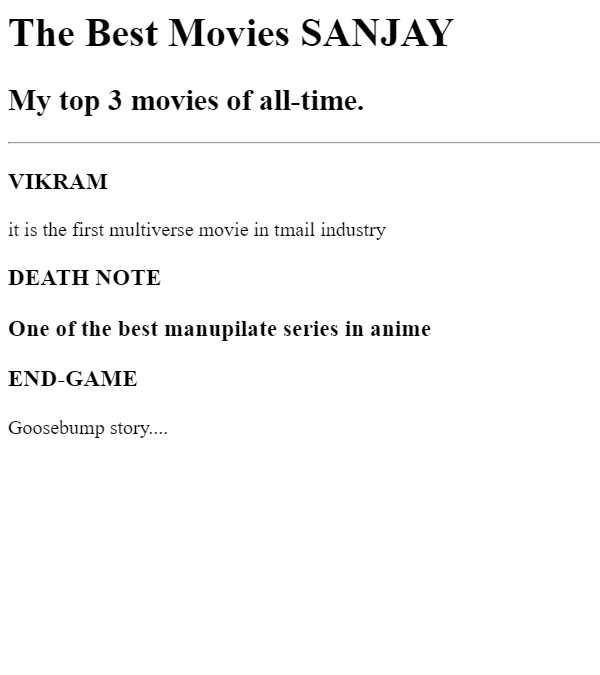 The Best Movies SANJAY
My top 3 movies of all-time.
VIKRAM
it is the first multiverse movie in tmail industry
DEATH NOTE
One of the best manupilate series in anime
END-GAME
Goosebump story....